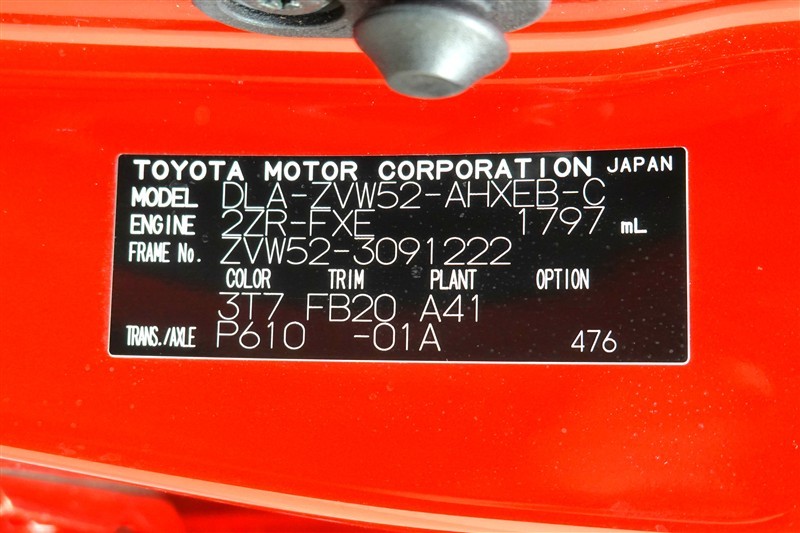 TOYOTA MOTOR CORPORATION JAPAN
MODEL DLA-ZVW52-AHXEB-C
ENGINE 2ZR-FXE 1797 mL
FRAME No. ZVW52-3091222
COLOR TRIM PLANT OPTION
3T7 FB20 A41
TRANS./AXLE P610 -01A 476